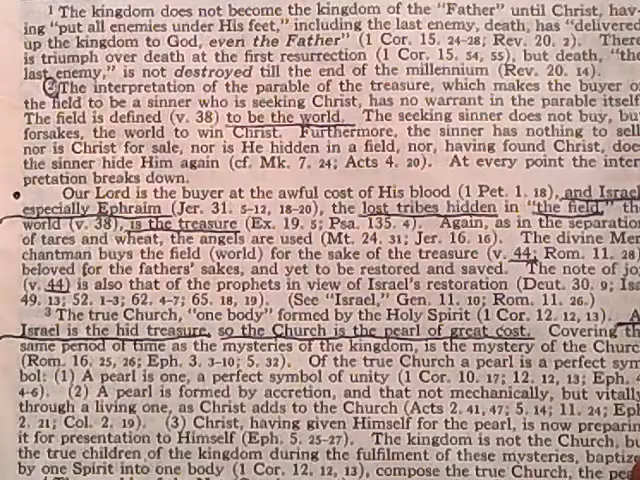 ¹ The kingdom does not become the kingdom of the "Father" until Christ, hav-
ing "put all enemies under His feet," including the last enemy, death, has "delivered
up the kingdom to God, even the Father" (1 Cor. 15. 24-28; Rev. 20. 2). There
is triumph over death at the first resurrection (1 Cor. 15. 54, 55), but death, "the
last enemy," is not destroyed till the end of the millennium (Rev. 20. 14).
2 The interpretation of the parable of the treasure, which makes the buyer o
the field to be a sinner who is seeking Christ, has no warrant in the parable itself
The field is defined (v. 38) to be the world. The seeking sinner does not buy, bu
forsakes, the world to win Christ. Furthermore, the sinner has nothing to sell
nor is Christ for sale, nor is He hidden in a field, nor, having found Christ, does
the sinner hide Him again (cf. Mk. 7. 24; Acts 4. 20). At every point the inter
pretation breaks down.
Our Lord is the buyer at the awful cost of His blood (1 Pet. 1. 18), and Israel
especially Ephraim (Jer. 31. 5-12, 18-20), the lost tribes hidden in "the field," the
world (v. 38), is the treasure (Ex. 19. 5; Psa. 135. 4). Again, as in the separation
of tares and wheat, the angels are used (Mt. 24. 31; Jer. 16. 16). The divine Mer
chantman buys the field (world) for the sake of the treasure (v. 44; Rom. 11. 28)
beloved for the fathers' sakes, and yet to be restored and saved. The note of joy
(v. 44) is also that of the prophets in view of Israel's restoration (Deut. 30. 9; Isa
49. 13; 52. 1-3; 62. 4-7; 65. 18, 19). (See "Israel," Gen. 11. 10; Rom. 11. 26.)
³ The true Church, "one body" formed by the Holy Spirit (1 Cor. 12. 12, 13). A
Israel is the hid treasure, so the Church is the pearl of great cost. Covering the
same period of time as the mysteries of the kingdom, is the mystery of the Churc
(Rom. 16. 25, 26; Eph. 3. 3-10; 5. 32). Of the true Church a pearl is a perfect sym
bol: (1) A pearl is one, a perfect symbol of unity (1 Cor. 10. 17; 12. 12, 13; Eph. 4
4-6). (2) A pearl is formed by accretion, and that not mechanically, but vitally
through a living one, as Christ adds to the Church (Acts 2. 41, 47; 5. 14; 11. 24; Eph
2. 21; Col. 2. 19). (3) Christ, having given Himself for the pearl, is now preparin
it for presentation to Himself (Eph. 5. 25-27). The kingdom is not the Church, bu
the true children of the kingdom during the fulfilment of these mysteries, baptize
by one Spirit into one body (1 Cor. 12. 12, 13), compose the true Church, the pea